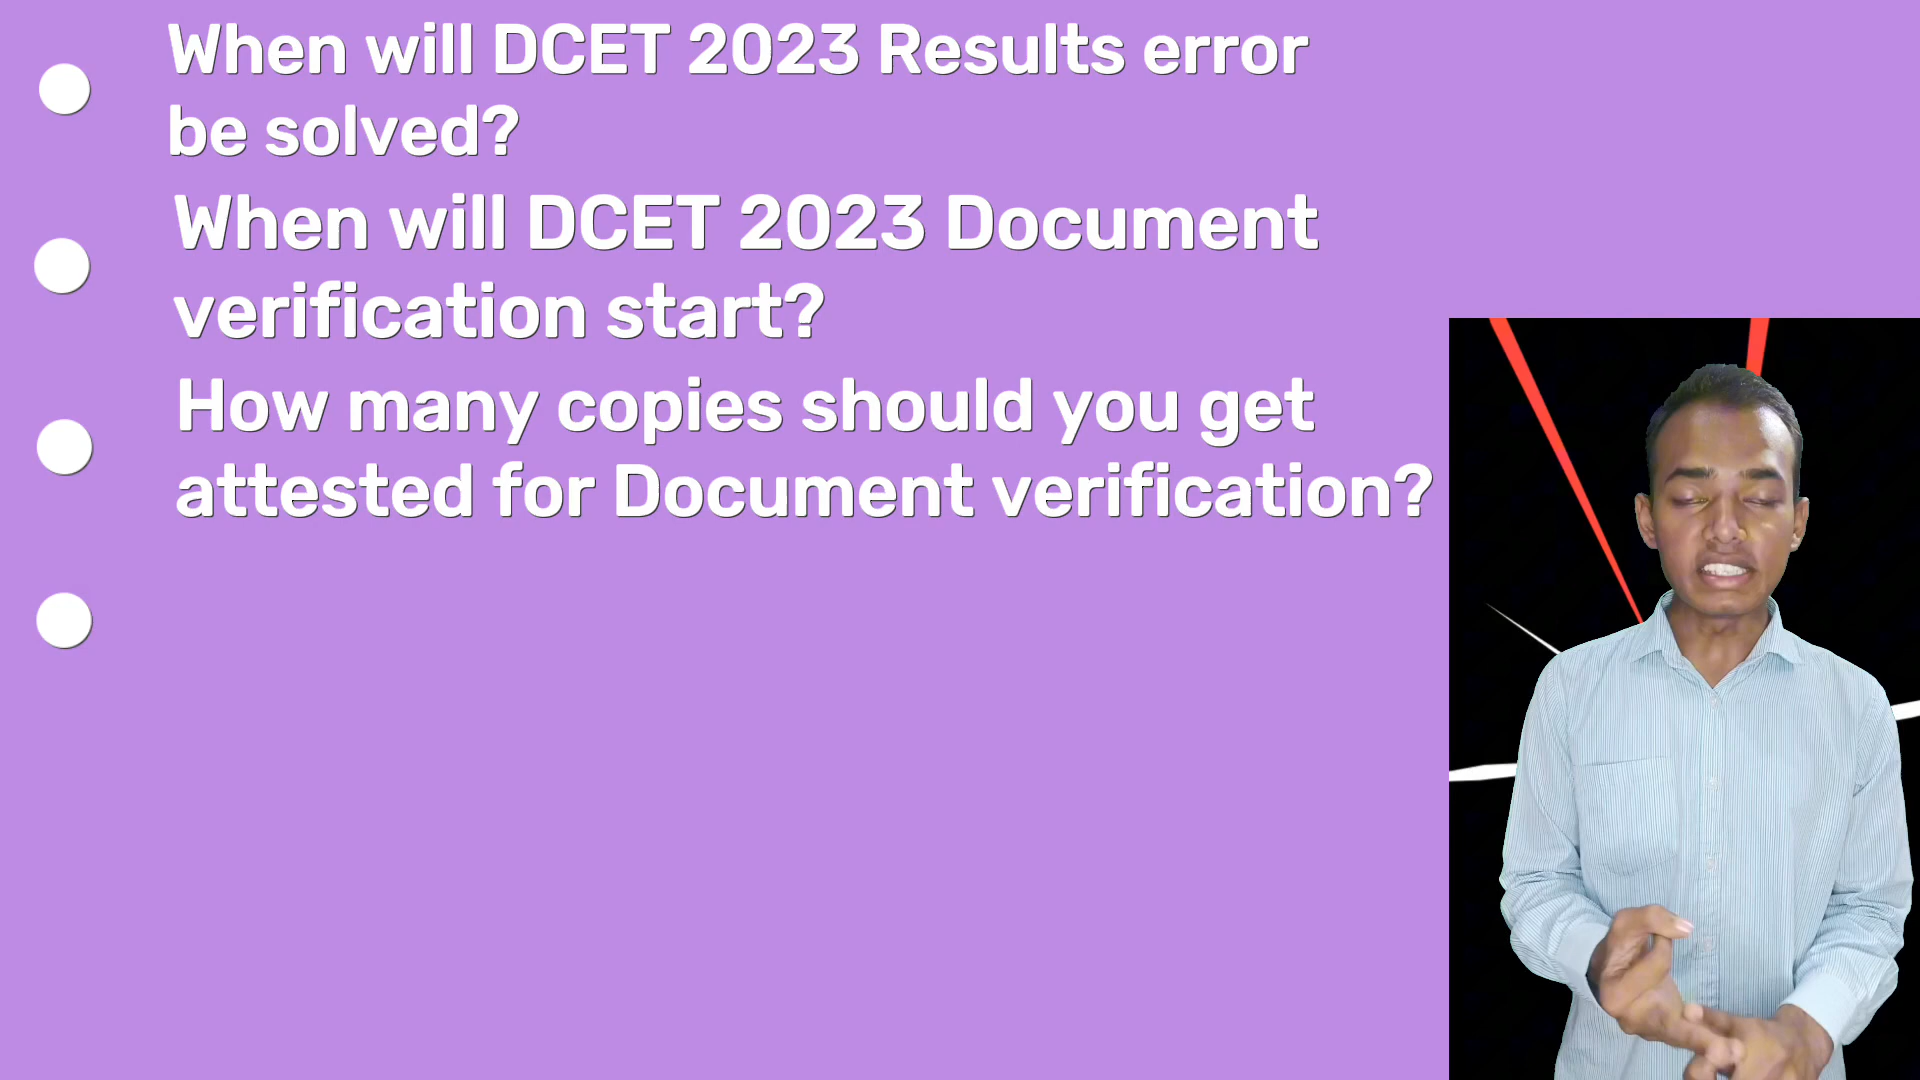 When will DCET 2023 Results error
be solved?
When will DCET 2023 Document
verification start?
How many copies should you get
attested for Document verification?